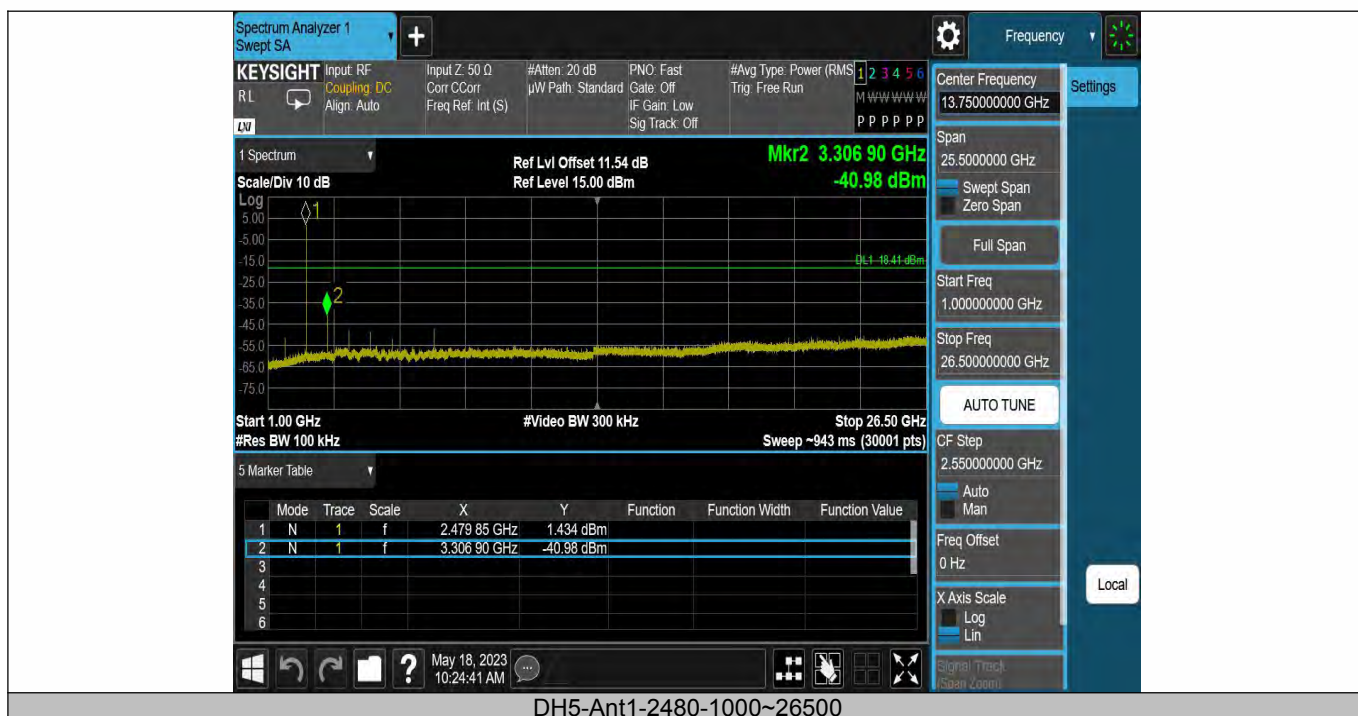 Spectrum Analyzer 1
Swept SA
Frequency
KEYSIGHT
RL
LXI
Input: RF
Coupling: DC
Align: Auto
Input Z: 50 Ω
Corr CCorr
Freq Ref: Int (S)
#Atten: 20 dB
µW Path: Standard
PNO: Fast
Gate: Off
IF Gain: Low
Sig Track: Off
#Avg Type: Power (RMS
Trig: Free Run
1 2 3 4 5 6
M W W W W W
P P P P P P
Center Frequency
13.750000000 GHz
Settings
1 Spectrum
Scale/Div 10 dB
Ref Lvl Offset 11.54 dB
Ref Level 15.00 dBm
Mkr2 3.306 90 GHz
-40.98 dBm
Span
25.5000000 GHz
Swept Span
Zero Span
Full Span
Log
5.00
-5.00
-15.0
-25.0
-35.0
-45.0
-55.0
-65.0
-75.0
1
2
DL1 -18.41 dBm
Start Freq
1.000000000 GHz
Stop Freq
26.500000000 GHz
AUTO TUNE
Start 1.00 GHz
#Res BW 100 kHz
#Video BW 300 kHz
Stop 26.50 GHz
Sweep ~943 ms (30001 pts)
CF Step
2.550000000 GHz
Auto
Man
5 Marker Table
Mode Trace Scale X Y Function Function Width Function Value
1 N 1 f 2.479 85 GHz 1.434 dBm
2 N 1 f 3.306 90 GHz -40.98 dBm
3
4
5
6
Freq Offset
0 Hz
X Axis Scale
Log
Lin
Local
Signal Track
(Span Zoom)
May 18, 2023
10:24:41 AM
DH5-Ant1-2480-1000~26500